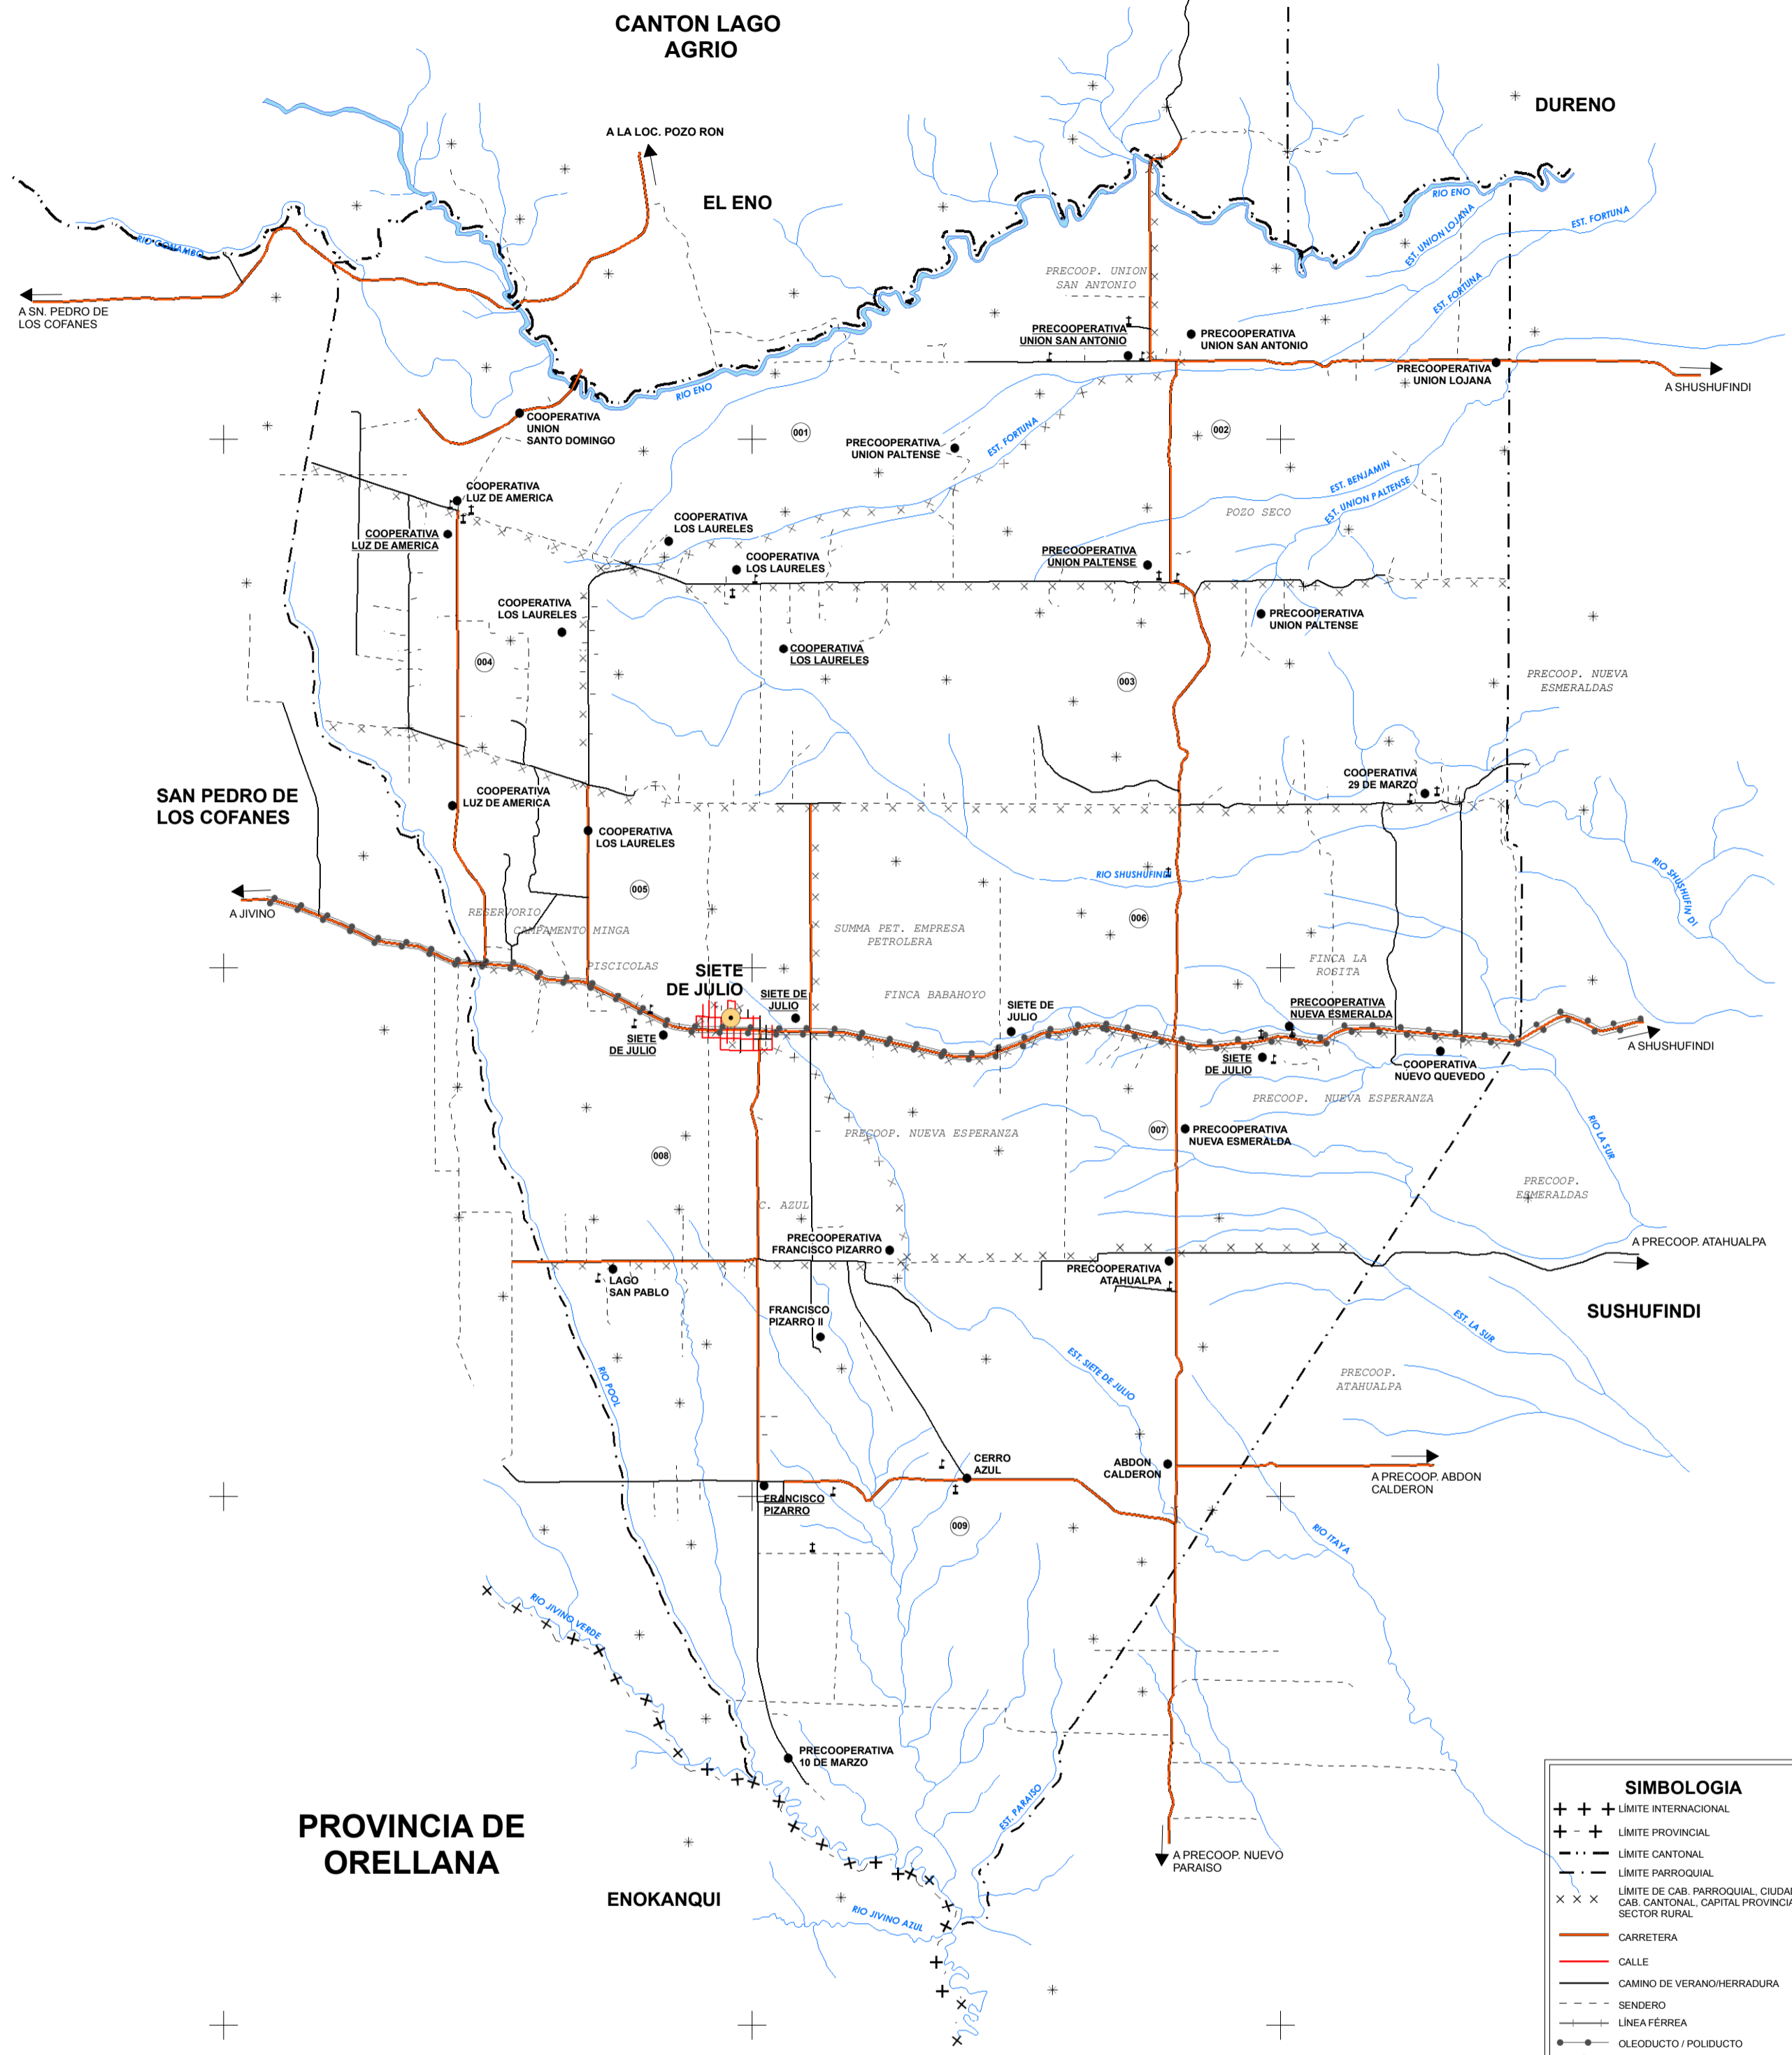 CANTON LAGO
AGRIO
DURENO
A LA LOC. POZO RON
EL ENO
RIO ENO
EST. UNION LOJANA
EST. FORTUNA
RIO CONAMBO
PRECOOP. UNION
SAN ANTONIO
EST. FORTUNA
A SN. PEDRO DE
LOS COFANES
PRECOOPERATIVA
UNION SAN ANTONIO
PRECOOPERATIVA
UNION SAN ANTONIO
PRECOOPERATIVA
UNION LOJANA
A SHUSHUFINDI
RIO ENO
COOPERATIVA
UNION
SANTO DOMINGO
001
002
PRECOOPERATIVA
UNION PALTENSE
EST. FORTUNA
EST. BENJAMIN
EST. UNION PALTENSE
POZO SECO
COOPERATIVA
LUZ DE AMERICA
COOPERATIVA
LUZ DE AMERICA
COOPERATIVA
LOS LAURELES
COOPERATIVA
LOS LAURELES
PRECOOPERATIVA
UNION PALTENSE
COOPERATIVA
LOS LAURELES
PRECOOPERATIVA
UNION PALTENSE
COOPERATIVA
LOS LAURELES
004
003
PRECOOP. NUEVA
ESMERALDAS
SAN PEDRO DE
LOS COFANES
COOPERATIVA
LUZ DE AMERICA
COOPERATIVA
29 DE MARZO
COOPERATIVA
LOS LAURELES
RIO SHUSHUFINDI
RIO SHUSHUFIN DI
005
006
A JIVINO
RESERVORIO
CAMPAMENTO MINGA
SUMMA PET. EMPRESA
PETROLERA
PISCICOLAS
FINCA LA
ROSITA
SIETE
DE JULIO
SIETE DE
JULIO
FINCA BABAHOYO
SIETE DE
JULIO
PRECOOPERATIVA
NUEVA ESMERALDA
SIETE
DE JULIO
SIETE
DE JULIO
COOPERATIVA
NUEVO QUEVEDO
A SHUSHUFINDI
PRECOOP. NUEVA ESPERANZA
PRECOOP. NUEVA ESPERANZA
007
PRECOOPERATIVA
NUEVA ESMERALDA
RIO LA SUR
008
PRECOOP.
ESMERALDAS
C. AZUL
PRECOOPERATIVA
FRANCISCO PIZARRO
A PRECOOP. ATAHUALPA
PRECOOPERATIVA
ATAHUALPA
LAGO
SAN PABLO
FRANCISCO
PIZARRO II
SUSHUFINDI
EST. LA SUR
EST. SIETE DE JULIO
RIO POOL
PRECOOP.
ATAHUALPA
CERRO
AZUL
ABDON
CALDERON
A PRECOOP. ABDON
CALDERON
FRANCISCO
PIZARRO
009
RIO ITAYA
RIO JIVINO VERDE
PRECOOPERATIVA
10 DE MARZO
EST. PARAISO
PROVINCIA DE
ORELLANA
A PRECOOP. NUEVO
PARAISO
ENOKANQUI
RIO JIVINO AZUL
SIMBOLOGIA
LÍMITE INTERNACIONAL
LÍMITE PROVINCIAL
LÍMITE CANTONAL
LÍMITE PARROQUIAL
LÍMITE DE CAB. PARROQUIAL, CIUDAD
CAB. CANTONAL, CAPITAL PROVINCIA
SECTOR RURAL
CARRETERA
CALLE
CAMINO DE VERANO/HERRADURA
SENDERO
LÍNEA FÉRREA
OLEODUCTO / POLIDUCTO